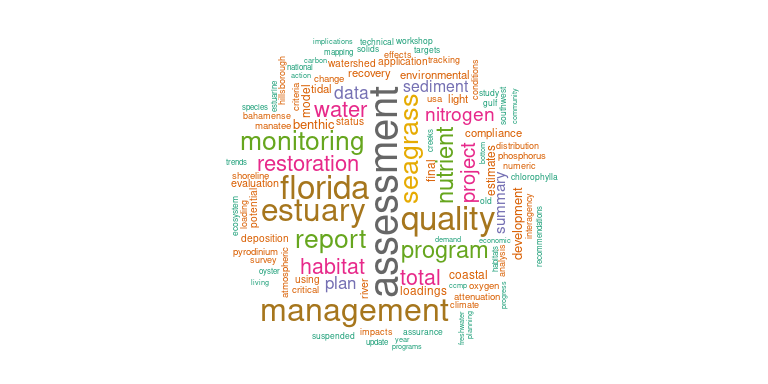 implications
technical
workshop
mapping
solids
effects
targets
carbon
watershed
application
tracking
national
action
change
recovery
environmental
hillsborough
estuarine
criteria
model
tidal
data
sediment
conditions
study
usa
light
gulf
southwest
community
species
bahamense
manatee
water
benthic
status
assessment
seagrass
nitrogen
nutrient
creeks
compliance
monitoring
restoration
trends
final
project
bottom
estimates
distribution
phosphorus
numeric
chlorophylla
shoreline
evaluation
florida
potential
ecosystem
loading
estuary
quality
old
summary
development
interagency
recommendations
deposition
report
program
demand
economic
habitats
analysis
pyrodinium
survey
oyster
living
atmospheric
habitat
total
coastal
using
critical
plan
river
loadings
ccmp
oxygen
attenuation
progress
climate
management
freshwater
planning
suspended
impacts
assurance
update
year
programs